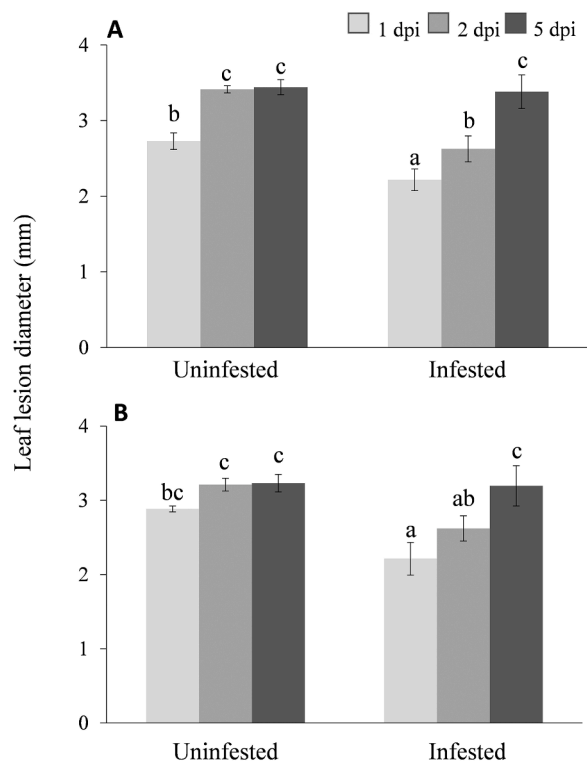 A
1 dpi 2 dpi 5 dpi
4
3
2
1
0
b
c
c
a
b
c
Uninfested Infested
Leaf lesion diameter (mm)
B
4
3
2
1
0
bc
c
c
a
ab
c
Uninfested Infested